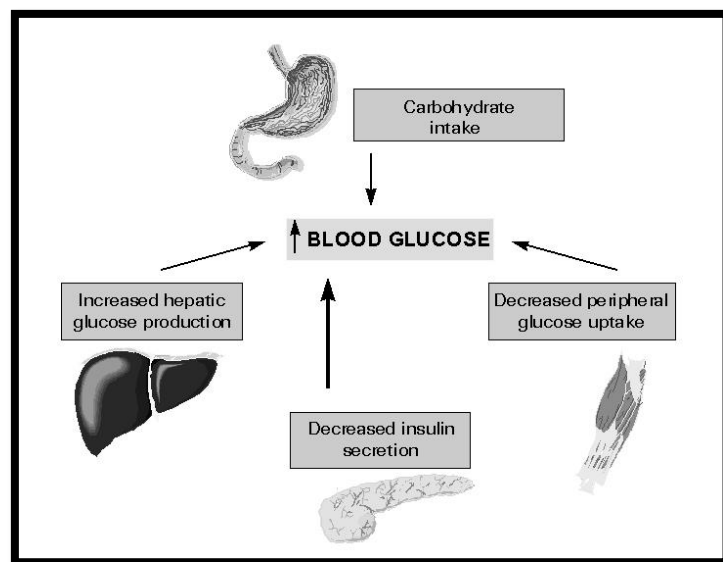 Carbohydrate
intake
BLOOD GLUCOSE
Increased hepatic
glucose production
Decreased peripheral
glucose uptake
Decreased insulin
secretion